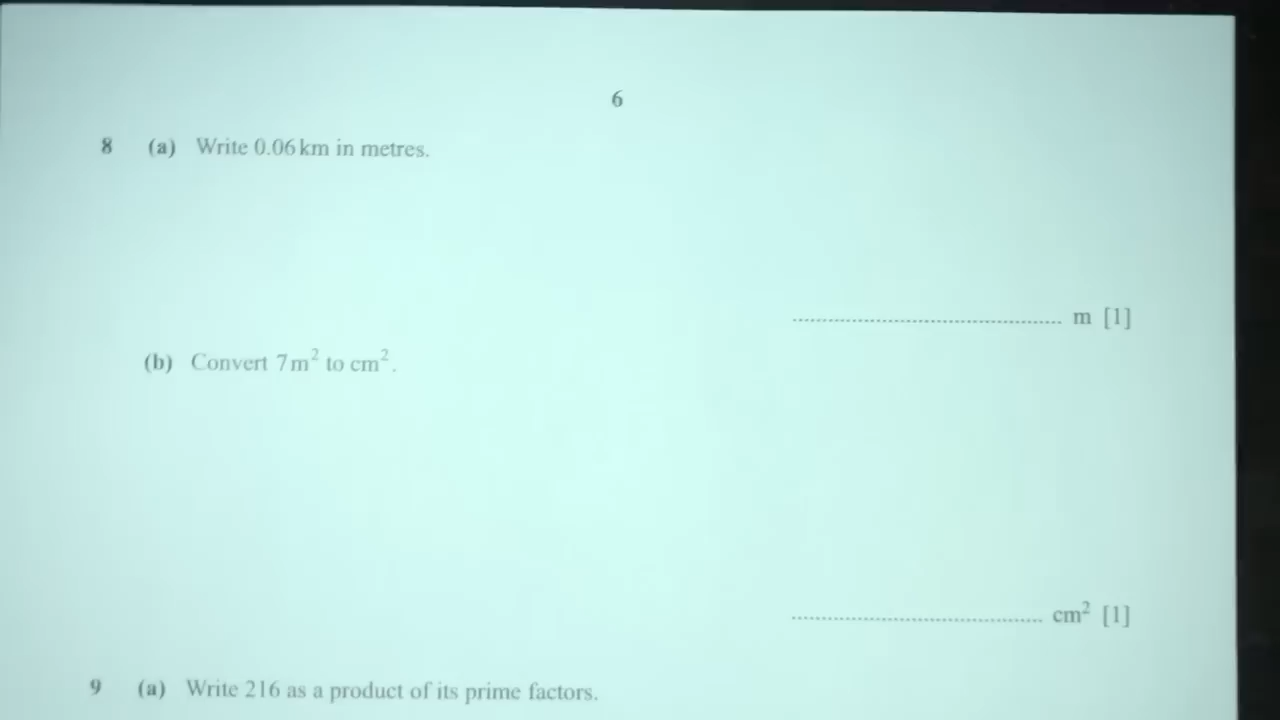 6
8 (a) Write 0.06 km in metres.
.............................................. m [1]
(b) Convert 7 m² to cm².
........................................... cm² [1]
9 (a) Write 216 as a product of its prime factors.